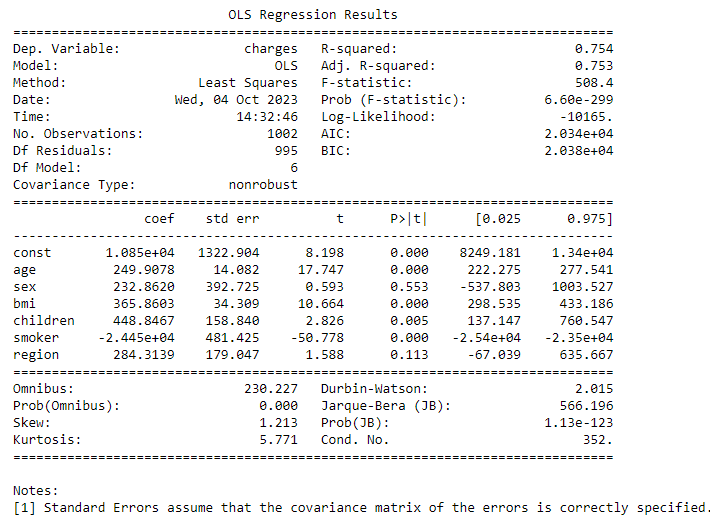 OLS Regression Results
==============================================================================
Dep. Variable: charges R-squared: 0.754
Model: OLS Adj. R-squared: 0.753
Method: Least Squares F-statistic: 508.4
Date: Wed, 04 Oct 2023 Prob (F-statistic): 6.60e-299
Time: 14:32:46 Log-Likelihood: -10165.
No. Observations: 1002 AIC: 2.034e+04
Df Residuals: 995 BIC: 2.038e+04
Df Model: 6
Covariance Type: nonrobust
==============================================================================
coef std err t P>|t| [0.025 0.975]
------------------------------------------------------------------------------
const 1.085e+04 1322.904 8.198 0.000 8249.181 1.34e+04
age 249.9078 14.082 17.747 0.000 222.275 277.541
sex 232.8620 392.725 0.593 0.553 -537.803 1003.527
bmi 365.8603 34.309 10.664 0.000 298.535 433.186
children 448.8467 158.840 2.826 0.005 137.147 760.547
smoker -2.445e+04 481.425 -50.778 0.000 -2.54e+04 -2.35e+04
region 284.3139 179.047 1.588 0.113 -67.039 635.667
==============================================================================
Omnibus: 230.227 Durbin-Watson: 2.015
Prob(Omnibus): 0.000 Jarque-Bera (JB): 566.196
Skew: 1.213 Prob(JB): 1.13e-123
Kurtosis: 5.771 Cond. No. 352.
==============================================================================
Notes:
[1] Standard Errors assume that the covariance matrix of the errors is correctly specified.